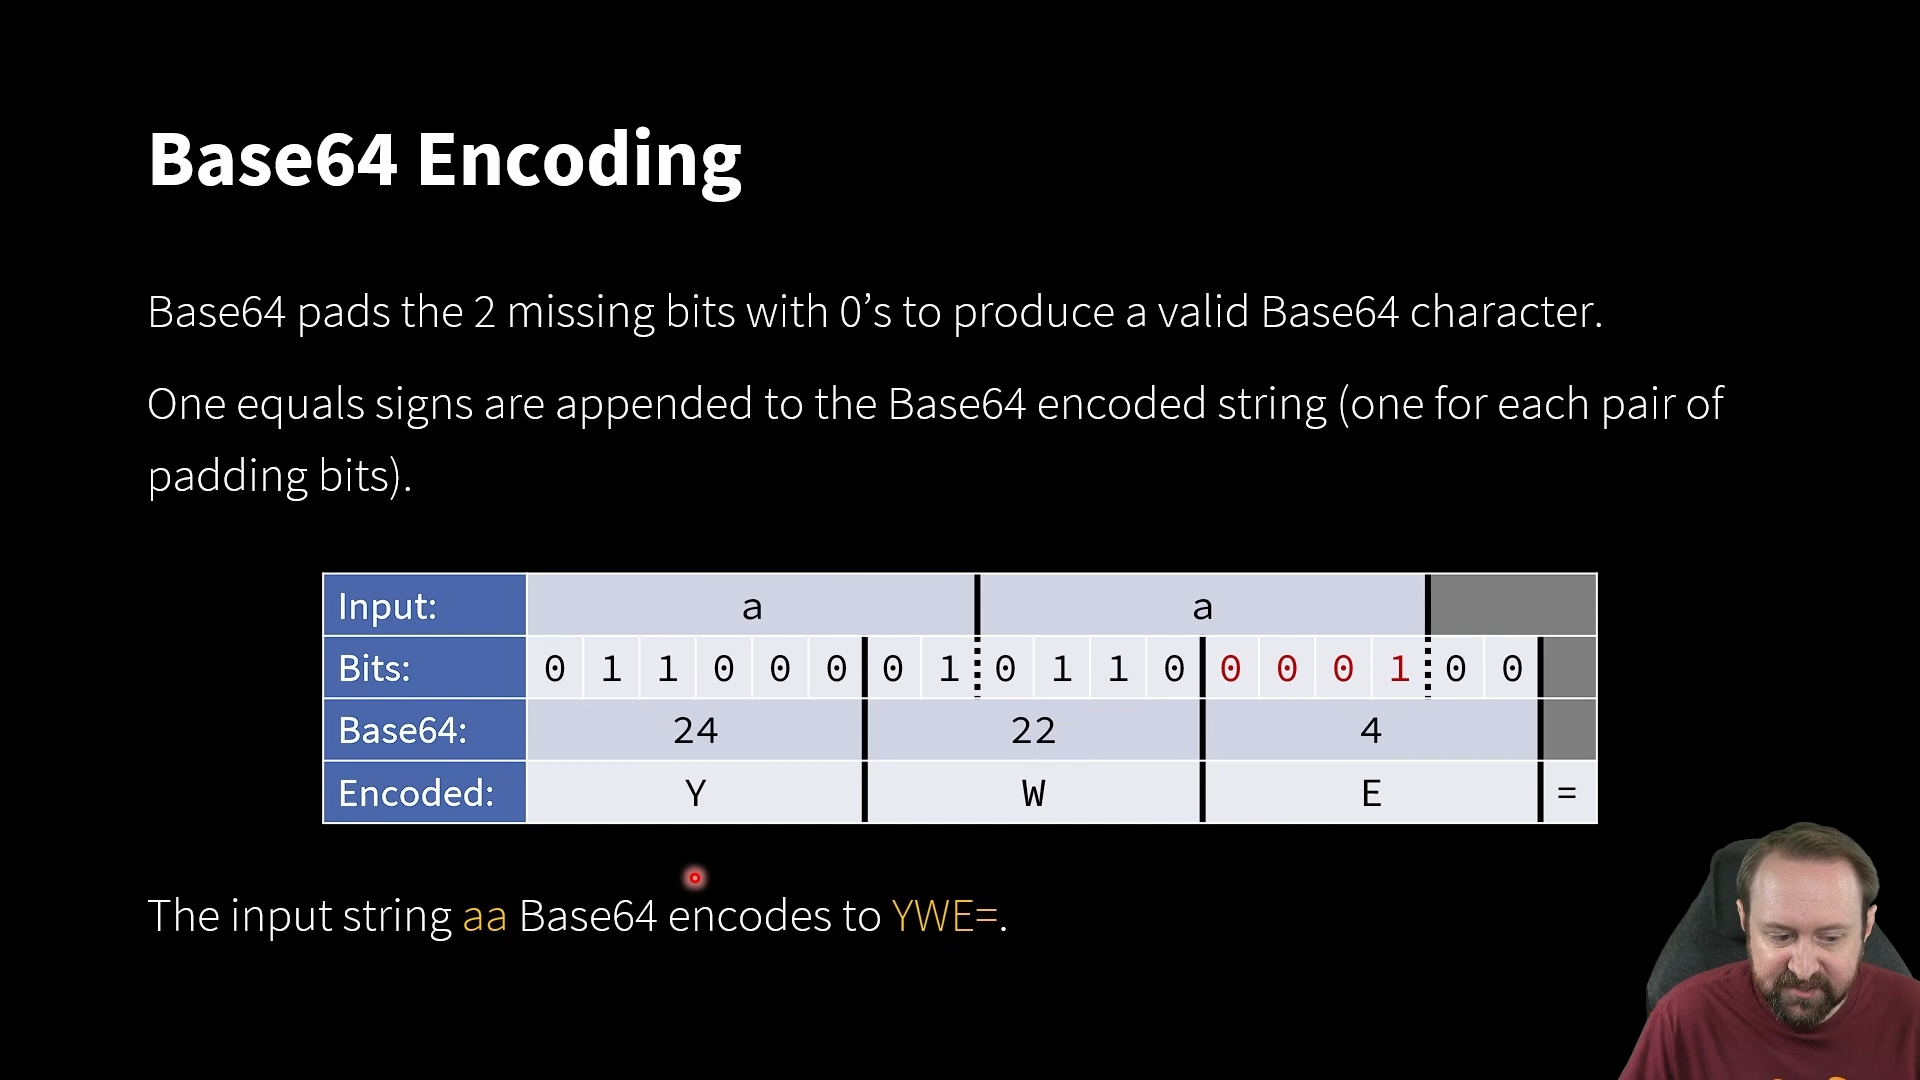 Base64 Encoding
Base64 pads the 2 missing bits with 0’s to produce a valid Base64 character.
One equals signs are appended to the Base64 encoded string (one for each pair of
padding bits).
Input: a a
Bits: 0 1 1 0 0 0 0 1 0 1 1 0 0 0 0 1 0 0
Base64: 24 22 4
Encoded: Y W E =
The input string aa Base64 encodes to YWE=.